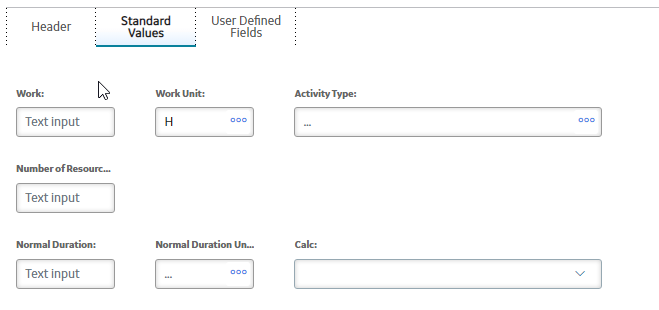 Header
Standard
Values
User Defined
Fields
Work:
Work Unit:
Activity Type:
Text input
H
...
Number of Resourc...
Text input
Normal Duration:
Normal Duration Un...
Calc:
Text input
...